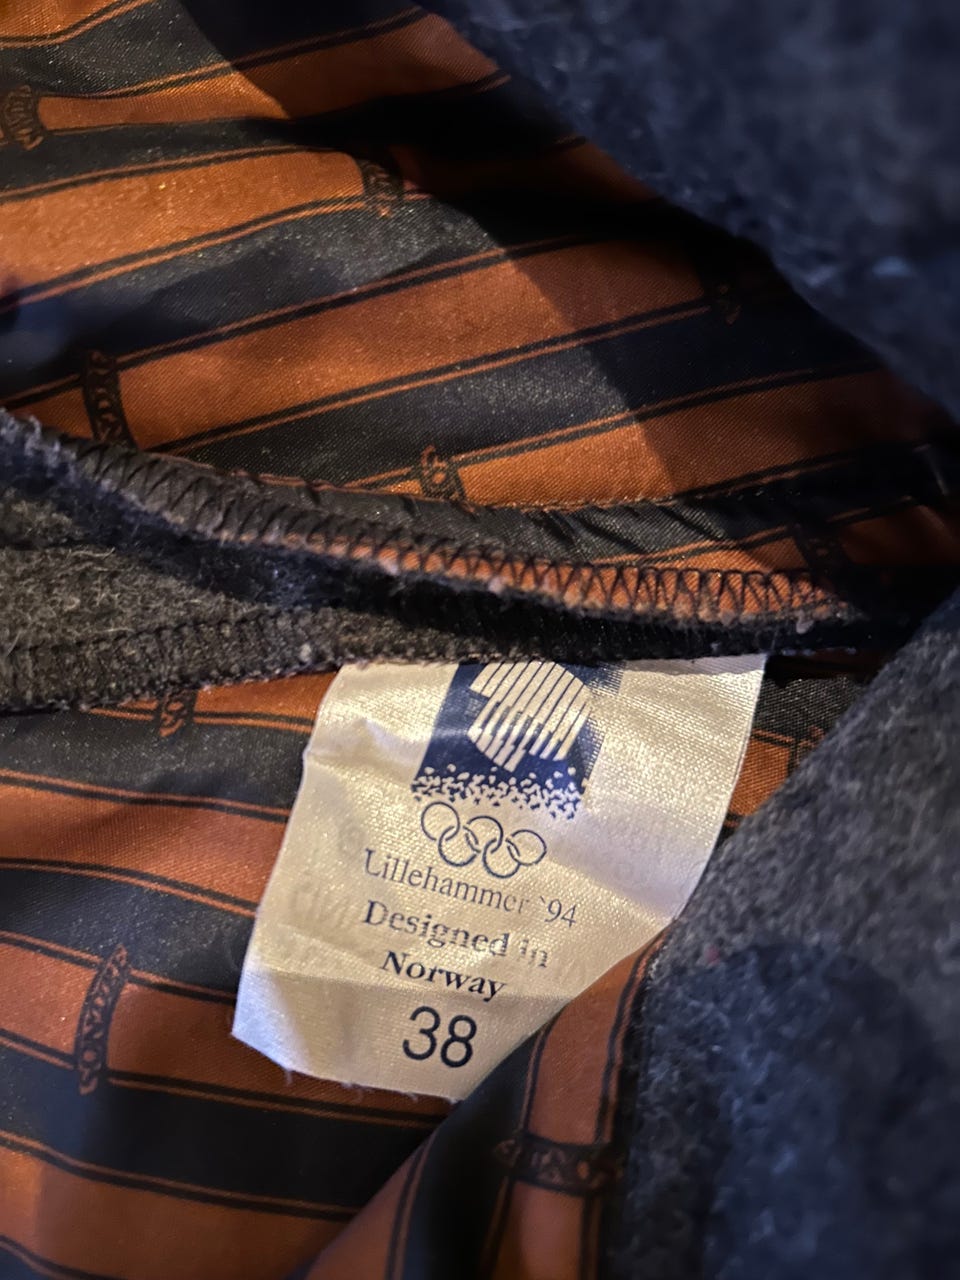 Lillehammer '94
Designed in
Norway
38